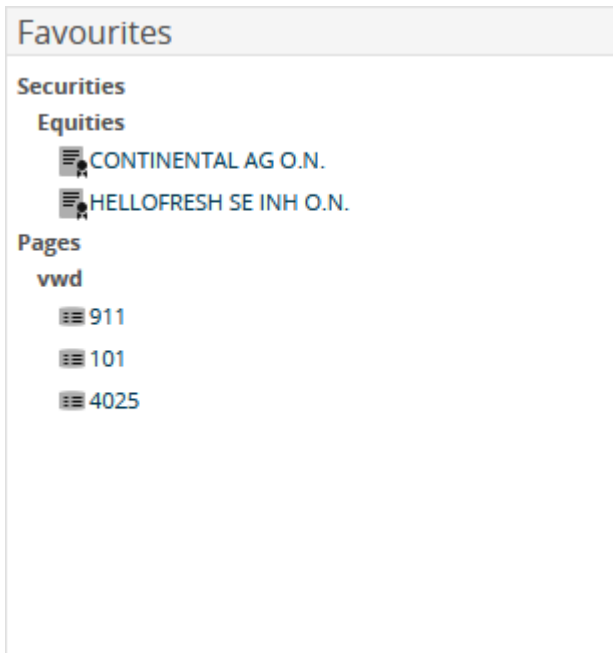 Favourites
Securities
Equities
CONTINENTAL AG O.N.
HELLOFRESH SE INH O.N.
Pages
vwd
911
101
4025